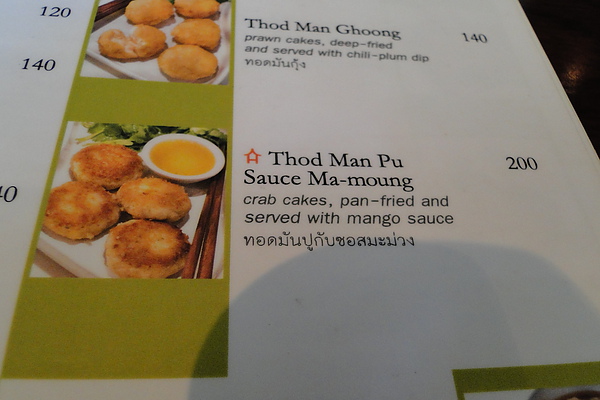 120
140
40
Thod Man Ghoong 140
prawn cakes, deep-fried
and served with chili-plum dip
ทอดมันกุ้ง
Thod Man Pu 200
Sauce Ma-moung
crab cakes, pan-fried and
served with mango sauce
ทอดมันปูกับซอสมะม่วง